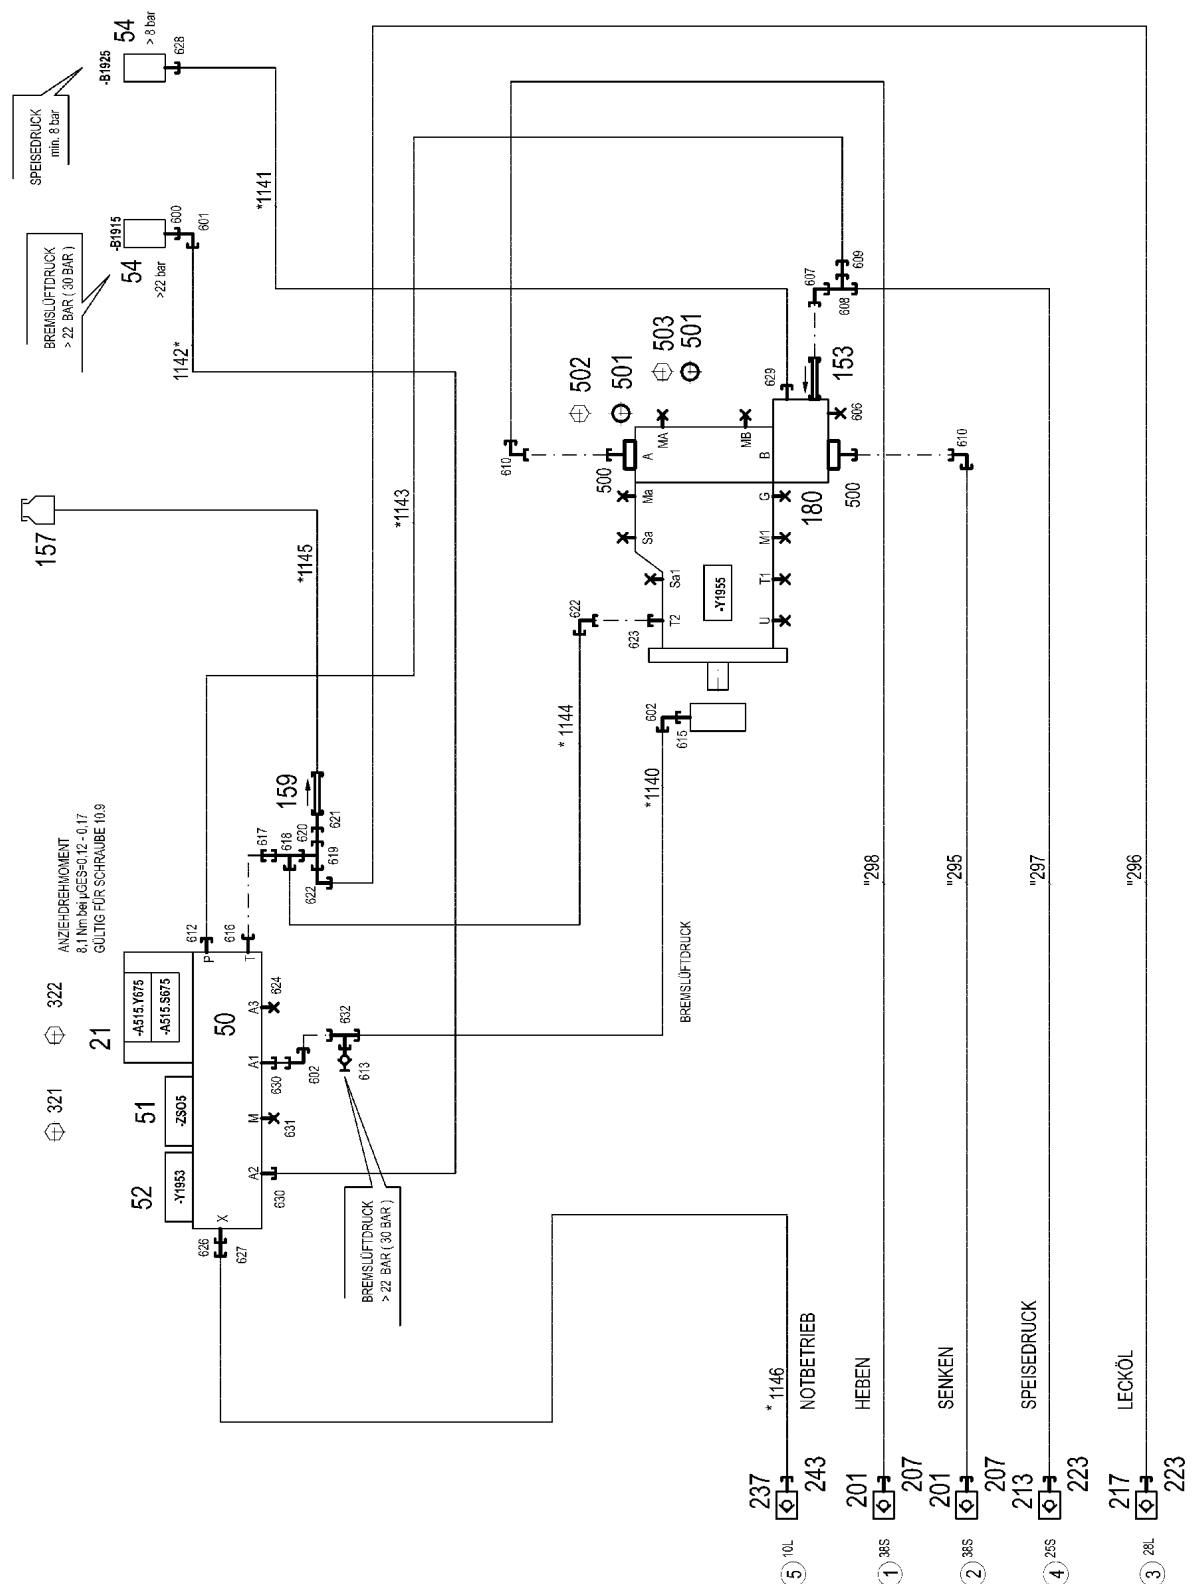 SPEISEDRUCK
min. 8 bar
-B1925
54
> 8 bar
628
BREMSLÜFTDRUCK
> 22 BAR ( 30 BAR )
-B1915
54
>22 bar
600
601
*1141
1142*
157
*1145
*1143
502
501
503
501
607
608
609
153
629
606
610
500
A
MA
MB
B
Ma
G
180
500
610
Sa
M1
Sa1
T1
T2
U
-Y1955
622
623
* 1144
602
615
*1140
159
617
618
620
621
619
622
ANZIEHDREHMOMENT
8,1 Nm bei µGES=0,12 - 0,17
GÜLTIG FÜR SCHRAUBE 10.9
322
321
21
-A515.Y675
-A515.S675
51
-ZSO5
52
-Y1953
50
612
P
616
T
A3
624
A1
630
602
632
613
M
631
A2
630
X
626
627
BREMSLÜFTDRUCK
BREMSLÜFTDRUCK
> 22 BAR ( 30 BAR )
"298
"295
"297
"296
* 1146
NOTBETRIEB
HEBEN
SENKEN
SPEISEDRUCK
LECKÖL
237
243
5
10L
201
207
1
38S
201
207
2
38S
213
223
4
25S
217
223
3
28L